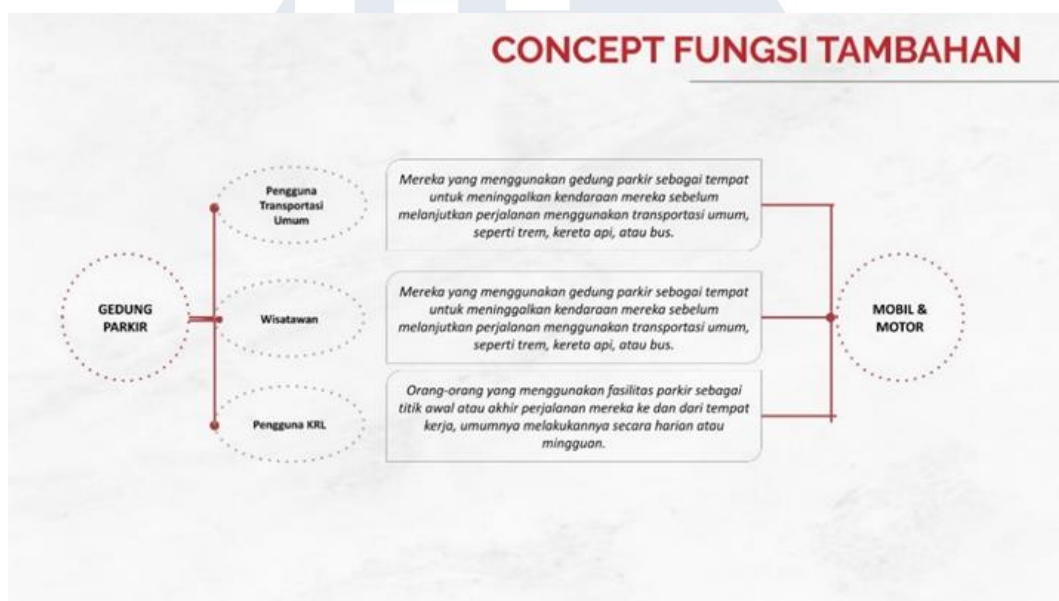 CONCEPT FUNGSI TAMBAHAN
GEDUNG
PARKIR
Pengguna
Transportasi
Umum
Mereka yang menggunakan gedung parkir sebagai tempat
untuk meninggalkan kendaraan mereka sebelum
melanjutkan perjalanan menggunakan transportasi umum,
seperti trem, kereta api, atau bus.
Wisatawan
Mereka yang menggunakan gedung parkir sebagai tempat
untuk meninggalkan kendaraan mereka sebelum
melanjutkan perjalanan menggunakan transportasi umum,
seperti trem, kereta api, atau bus.
Pengguna KRL
Orang-orang yang menggunakan fasilitas parkir sebagai
titik awal atau akhir perjalanan mereka ke dan dari tempat
kerja, umumnya melakukannya secara harian atau
mingguan.
MOBIL &
MOTOR